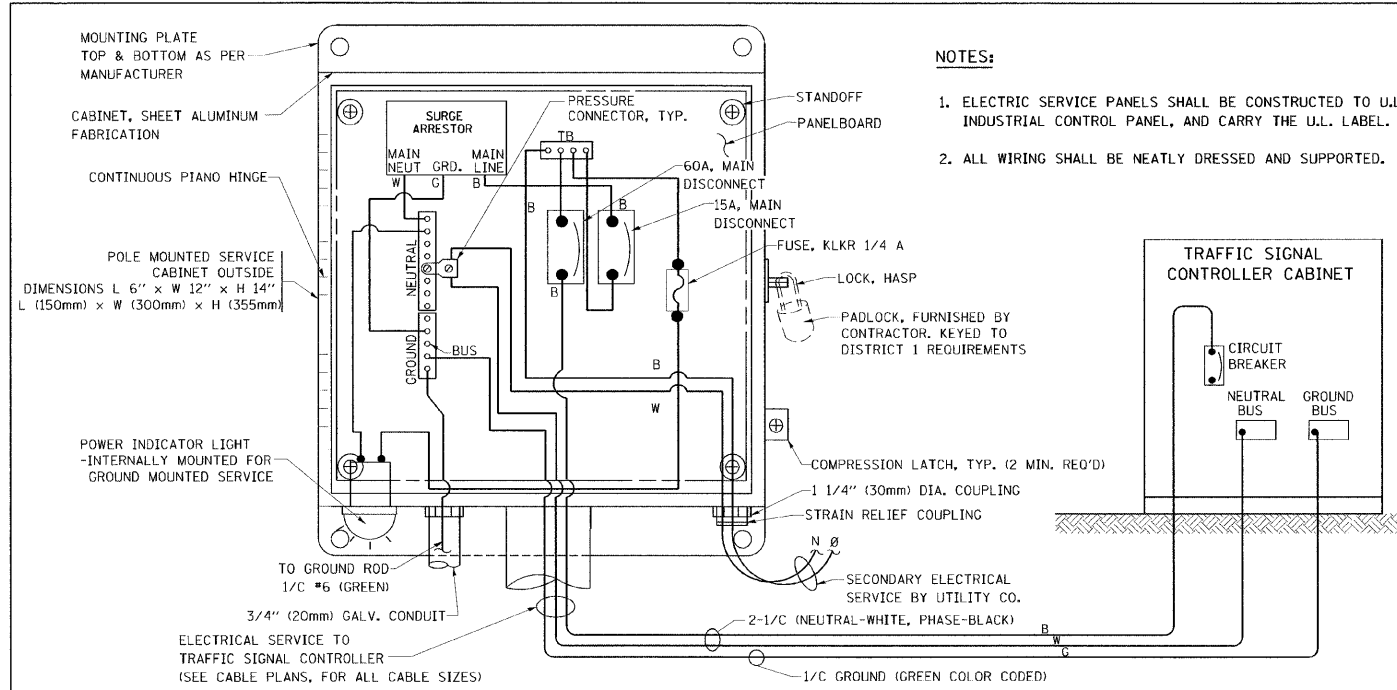 MOUNTING PLATE
TOP & BOTTOM AS PER
MANUFACTURER
CABINET, SHEET ALUMINUM
FABRICATION
CONTINUOUS PIANO HINGE
POLE MOUNTED SERVICE
CABINET OUTSIDE
DIMENSIONS L 6" x W 12" x H 14"
L (150mm) x W (300mm) x H (355mm)
POWER INDICATOR LIGHT
-INTERNALLY MOUNTED FOR
GROUND MOUNTED SERVICE
SURGE
ARRESTOR
MAIN
NEUT
GRD.
MAIN
LINE
W
G
B
PRESSURE
CONNECTOR, TYP.
TB
NEUTRAL
GROUND
BUS
B
B
B
B
W
STANDOFF
PANELBOARD
60A, MAIN
DISCONNECT
15A, MAIN
DISCONNECT
FUSE, KLKR 1/4 A
LOCK, HASP
PADLOCK, FURNISHED BY
CONTRACTOR. KEYED TO
DISTRICT 1 REQUIREMENTS
COMPRESSION LATCH, TYP. (2 MIN. REQ'D)
1 1/4" (30mm) DIA. COUPLING
STRAIN RELIEF COUPLING
N Ø
SECONDARY ELECTRICAL
SERVICE BY UTILITY CO.
TO GROUND ROD
1/C #6 (GREEN)
3/4" (20mm) GALV. CONDUIT
ELECTRICAL SERVICE TO
TRAFFIC SIGNAL CONTROLLER
(SEE CABLE PLANS, FOR ALL CABLE SIZES)
2-1/C (NEUTRAL-WHITE, PHASE-BLACK)
B
W
G
1/C GROUND (GREEN COLOR CODED)
NOTES:
1. ELECTRIC SERVICE PANELS SHALL BE CONSTRUCTED TO U.L
INDUSTRIAL CONTROL PANEL, AND CARRY THE U.L. LABEL.
2. ALL WIRING SHALL BE NEATLY DRESSED AND SUPPORTED.
TRAFFIC SIGNAL
CONTROLLER CABINET
CIRCUIT
BREAKER
NEUTRAL
BUS
GROUND
BUS